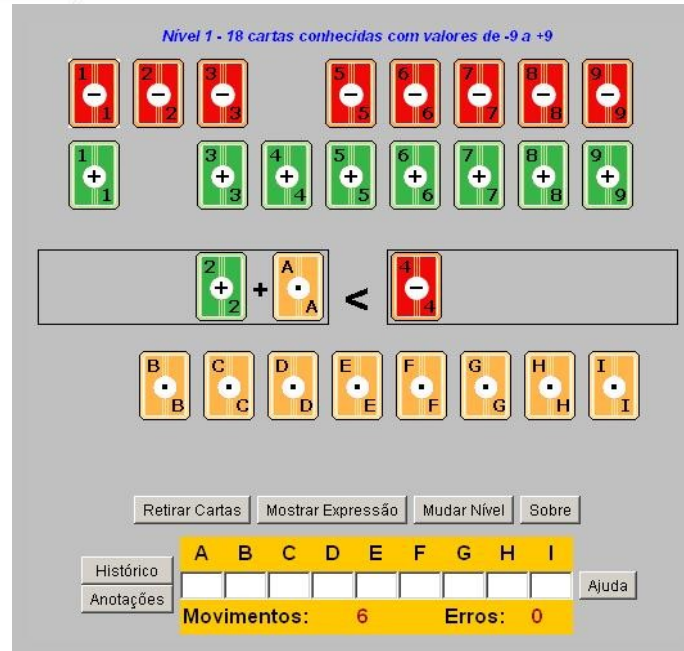 Nível 1 - 18 cartas conhecidas com valores de -9 a +9
1 - 1 2 - 2 3 - 3 5 - 5 6 - 6 7 - 7 8 - 8 9 - 9
1 + 1 3 + 3 4 + 4 5 + 5 6 + 6 7 + 7 8 + 8 9 + 9
2 + 2 + A A < 4 - 4
B B C C D D E E F F G G H H I I
Retirar Cartas Mostrar Expressão Mudar Nível Sobre
A B C D E F G H I
Histórico
Ajuda
Anotações
Movimentos: 6 Erros: 0